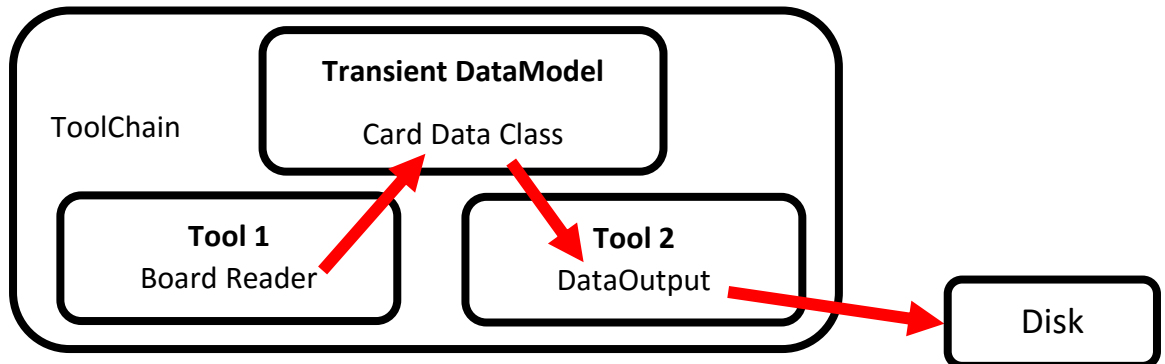 Transient DataModel
ToolChain
Card Data Class
Tool 1
Board Reader
Tool 2
DataOutput
Disk